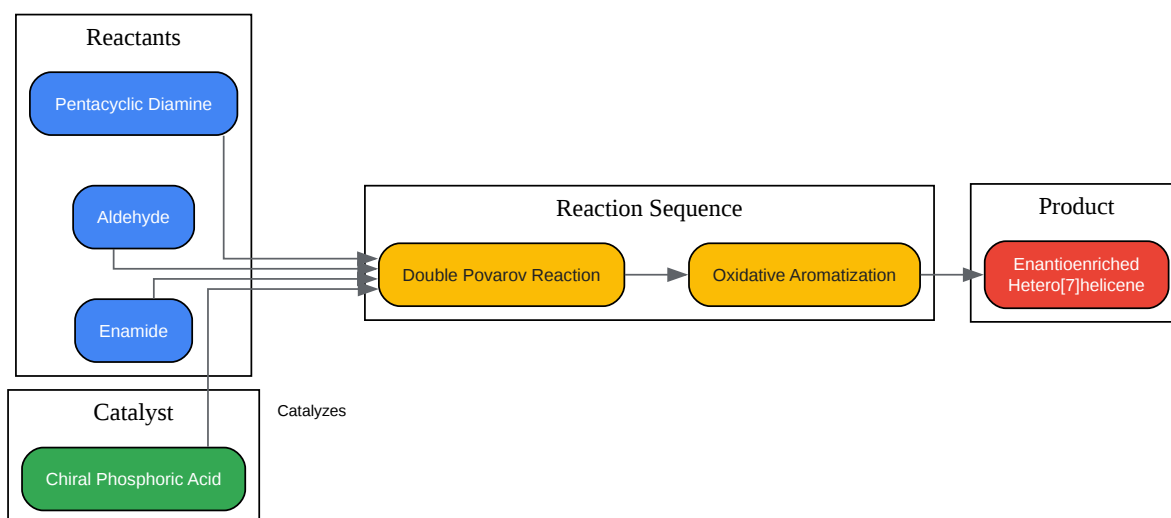 Reactants
Pentacyclic Diamine
Aldehyde
Enamide
Catalyst
Catalyzes
Chiral Phosphoric Acid
Reaction Sequence
Double Povarov Reaction
Oxidative Aromatization
Product
Enantioenriched
Hetero[7]helicene